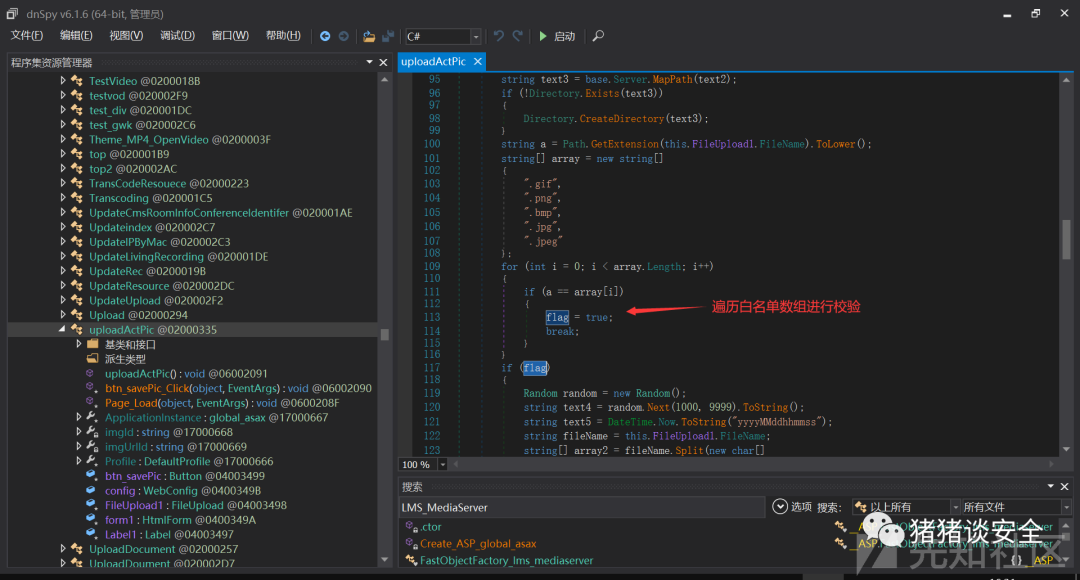 dnSpy v6.1.6 (64-bit, 管理员)
文件(F) 编辑(E) 视图(V) 调试(D) 窗口(W) 帮助(H) C# 启动
程序集资源管理器
TestVideo @0200018B
testvod @020002F9
test_div @020001DC
test_gwk @020002C6
Theme_MP4_OpenVideo @0200003F
top @020001B9
top2 @020002AC
TransCodeResouece @02000223
Transcoding @020001C5
UpdateCmsRoomInfoConferenceIdentifer @020001AE
Updateindex @020002C7
UpdateIPByMac @020002C3
UpdateLivingRecording @020001DE
UpdateRec @0200019B
UpdateResource @020002DC
UpdateUpload @020002F2
Upload @02000294
uploadActPic @02000335
基类和接口
派生类型
uploadActPic() : void @06002091
btn_savePic_Click(object, EventArgs) : void @06002090
Page_Load(object, EventArgs) : void @0600208F
ApplicationInstance : global_asax @17000667
imgId : string @17000668
imgUrlId : string @17000669
Profile : DefaultProfile @17000666
btn_savePic : Button @04003499
config : WebConfig @0400349B
FileUpload1 : FileUpload @04003498
form1 : HtmlForm @0400349A
Label1 : Label @04003497
UploadDocument @02000257
UploadDoument @020002D7
uploadActPic
95 string text3 = base.Server.MapPath(text2);
96 if (!Directory.Exists(text3))
97 {
98 Directory.CreateDirectory(text3);
99 }
100 string a = Path.GetExtension(this.FileUpload1.FileName).ToLower();
101 string[] array = new string[]
102 {
103 ".gif",
104 ".png",
105 ".bmp",
106 ".jpg",
107 ".jpeg"
108 };
109 for (int i = 0; i < array.Length; i++)
110 {
111 if (a == array[i])
112 {
113 flag = true;
114 break;
115 }
116 }
117 if (flag)
118 {
119 Random random = new Random();
120 string text4 = random.Next(1000, 9999).ToString();
121 string text5 = DateTime.Now.ToString("yyyyMMddhhmmss");
122 string fileName = this.FileUpload1.FileName;
123 string[] array2 = fileName.Split(new char[]
遍历白名单数组进行校验
100 %
搜索
LMS_MediaServer 选项 搜索: 以上所有 所有文件
.ctor
Create_ASP_global_asax
FastObjectFactory_lms_mediaserver
{ } _ASP
猪猪谈安全
先知社区